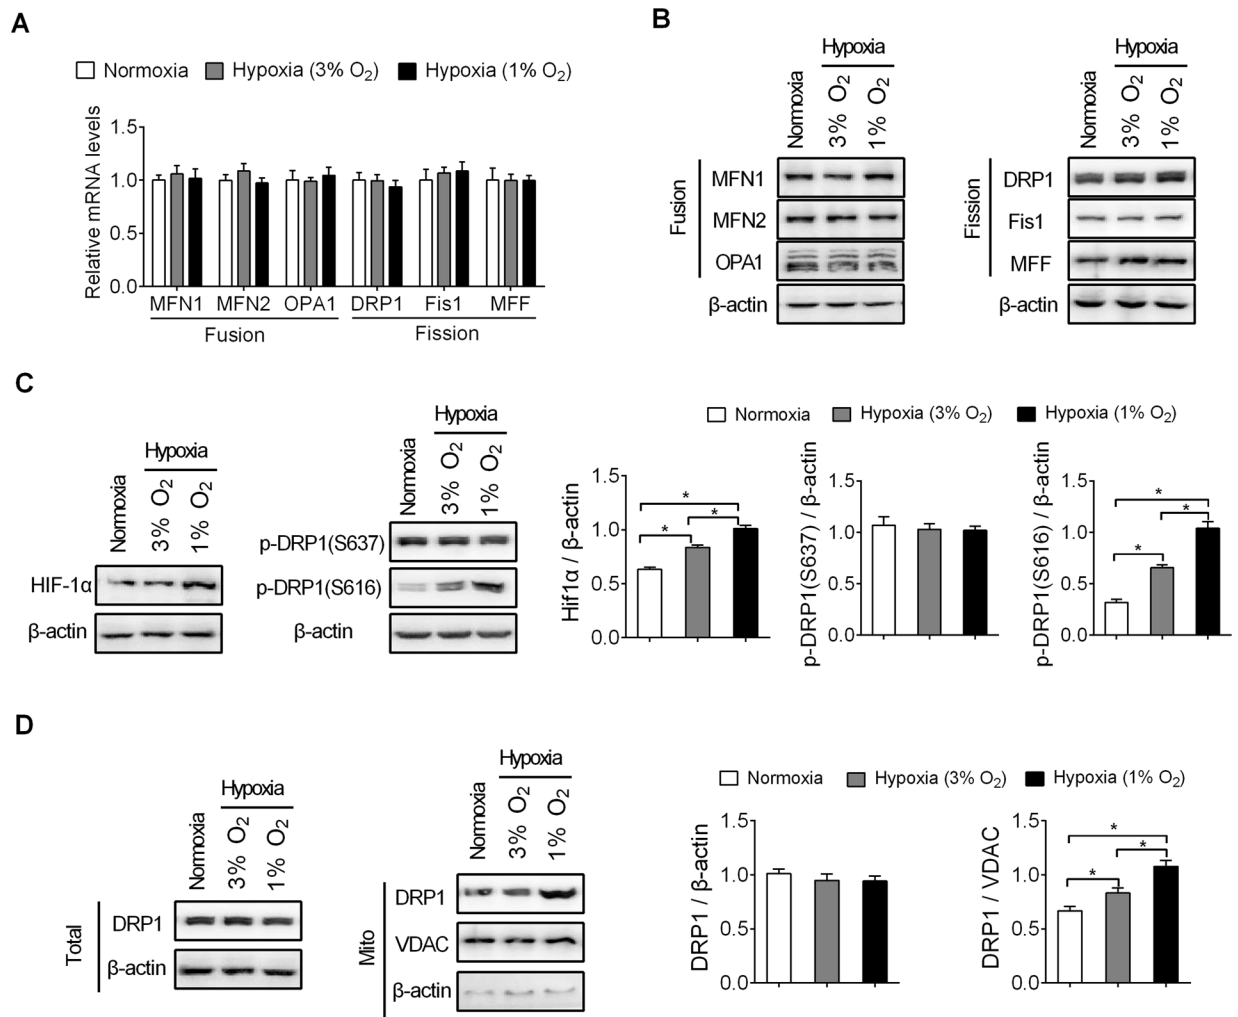 A
Normoxia Hypoxia (3% O2) Hypoxia (1% O2)
Relative mRNA levels
1.5
1.0
0.5
0.0
MFN1 MFN2 OPA1 DRP1 Fis1 MFF
Fusion Fission
B
Hypoxia
Normoxia 3% O2 1% O2
Fusion
MFN1
MFN2
OPA1
β-actin
Hypoxia
Normoxia 3% O2 1% O2
Fission
DRP1
Fis1
MFF
β-actin
C
Hypoxia
Normoxia 3% O2 1% O2
HIF-1α
β-actin
Hypoxia
Normoxia 3% O2 1% O2
p-DRP1(S637)
p-DRP1(S616)
β-actin
Normoxia Hypoxia (3% O2) Hypoxia (1% O2)
Hif1α / β-actin
1.5
1.0
0.5
0.0
* * *
p-DRP1(S637) / β-actin
1.5
1.0
0.5
0.0
p-DRP1(S616) / β-actin
1.5
1.0
0.5
0.0
* * *
D
Hypoxia
Normoxia 3% O2 1% O2
Total
DRP1
β-actin
Hypoxia
Normoxia 3% O2 1% O2
Mito
DRP1
VDAC
β-actin
Normoxia Hypoxia (3% O2) Hypoxia (1% O2)
DRP1 / β-actin
1.5
1.0
0.5
0.0
DRP1 / VDAC
1.5
1.0
0.5
0.0
* * *